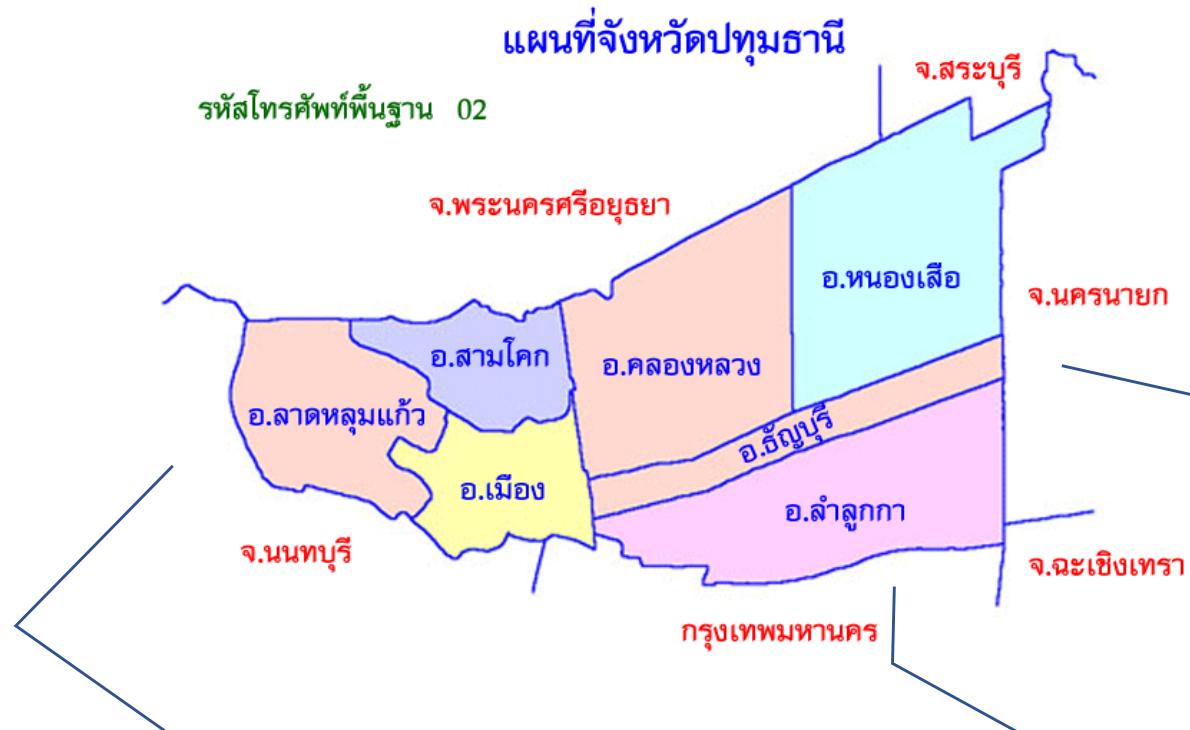 แผนที่จังหวัดปทุมธานี
จ.สระบุรี
รหัสโทรศัพท์พื้นฐาน 02
จ.พระนครศรีอยุธยา
อ.หนองเสือ
จ.นครนายก
อ.สามโคก
อ.คลองหลวง
อ.ลาดหลุมแก้ว
อ.ธัญบุรี
อ.เมือง
อ.ลำลูกกา
จ.นนทบุรี
จ.ฉะเชิงเทรา
กรุงเทพมหานคร